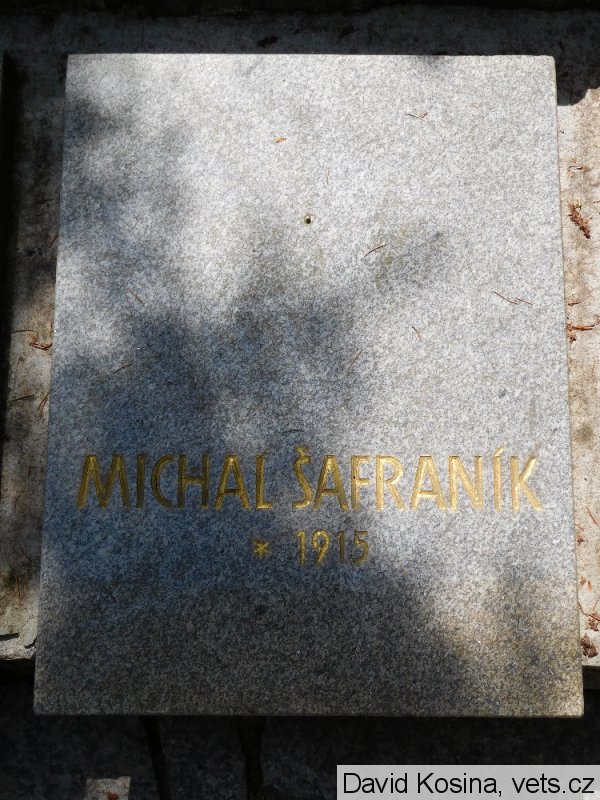 MICHAL ŠAFRANÍK
* 1915
David Kosina, vets.cz